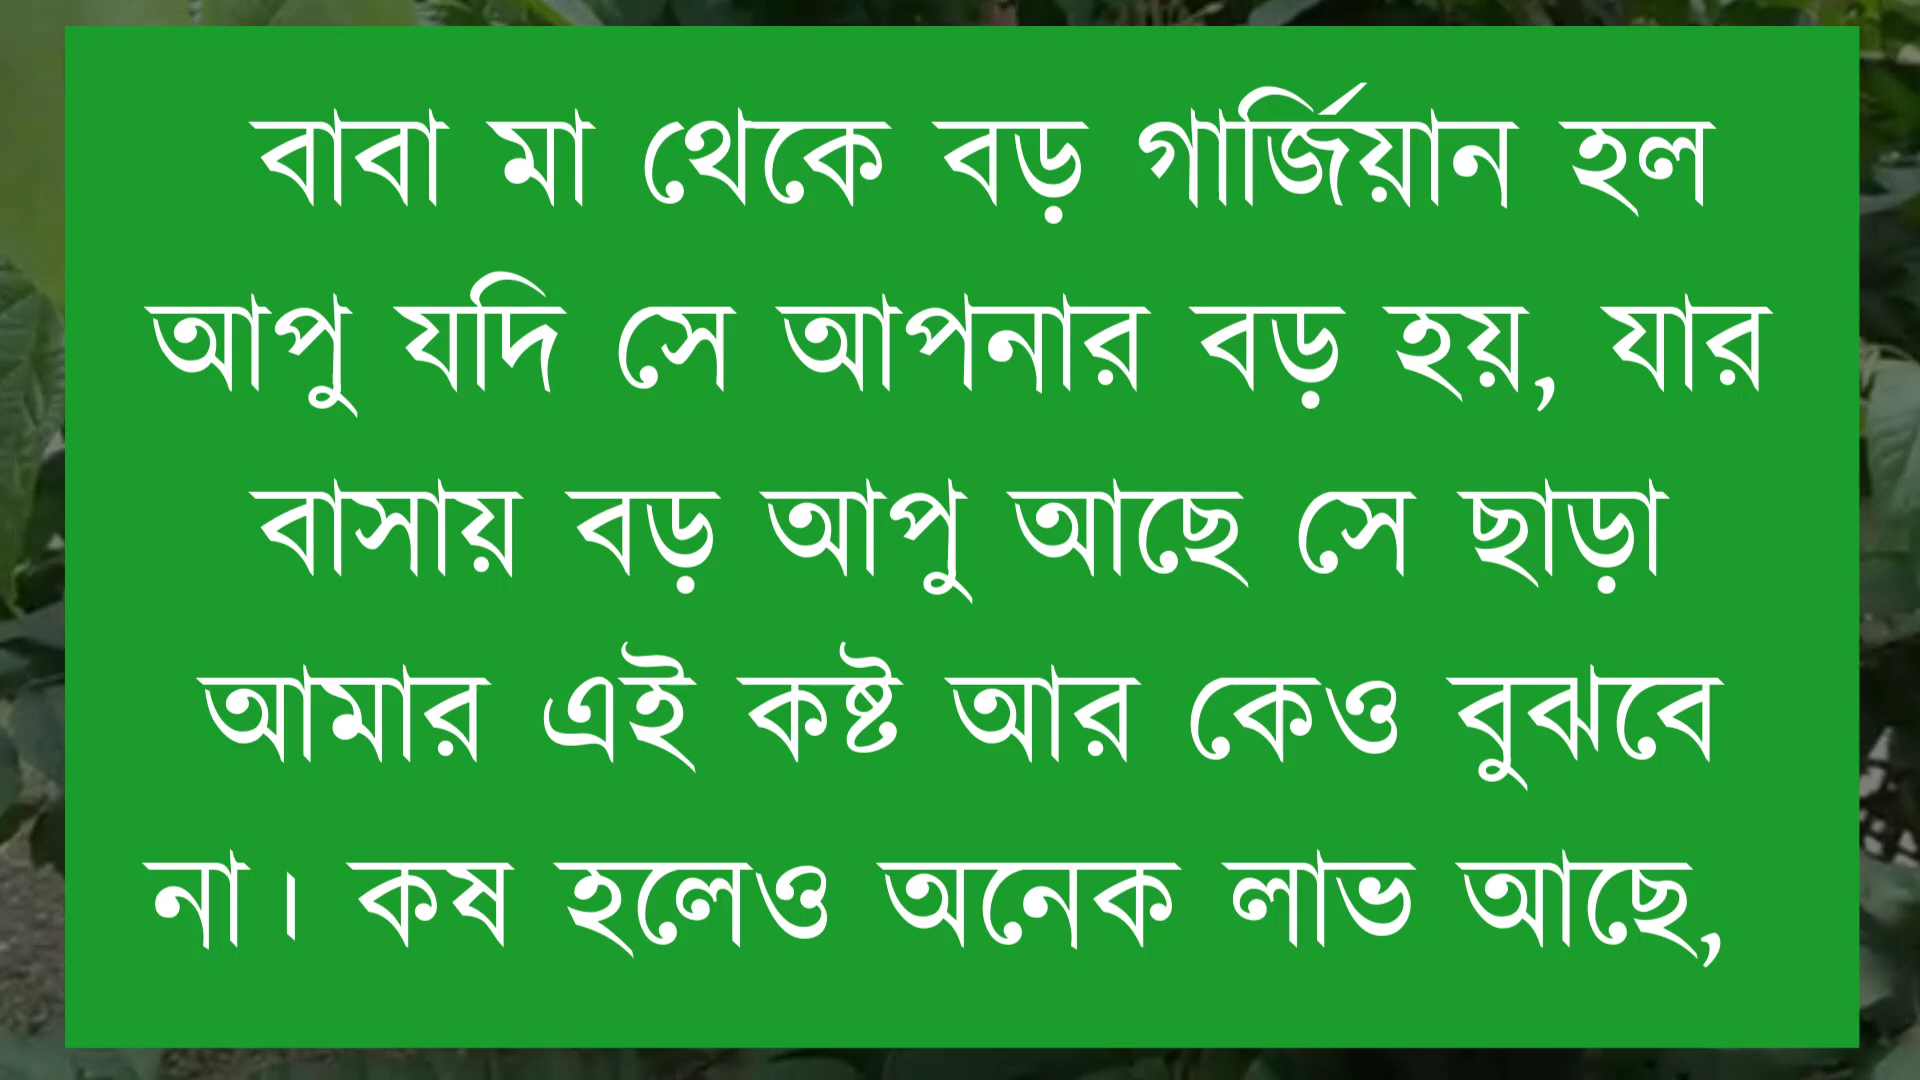 বাবা মা থেকে বড় গার্জিয়ান হল
আপু যদি সে আপনার বড় হয়, যার
বাসায় বড় আপু আছে সে ছাড়া
আমার এই কষ্ট আর কেও বুঝবে
না। কষ হলেও অনেক লাভ আছে,